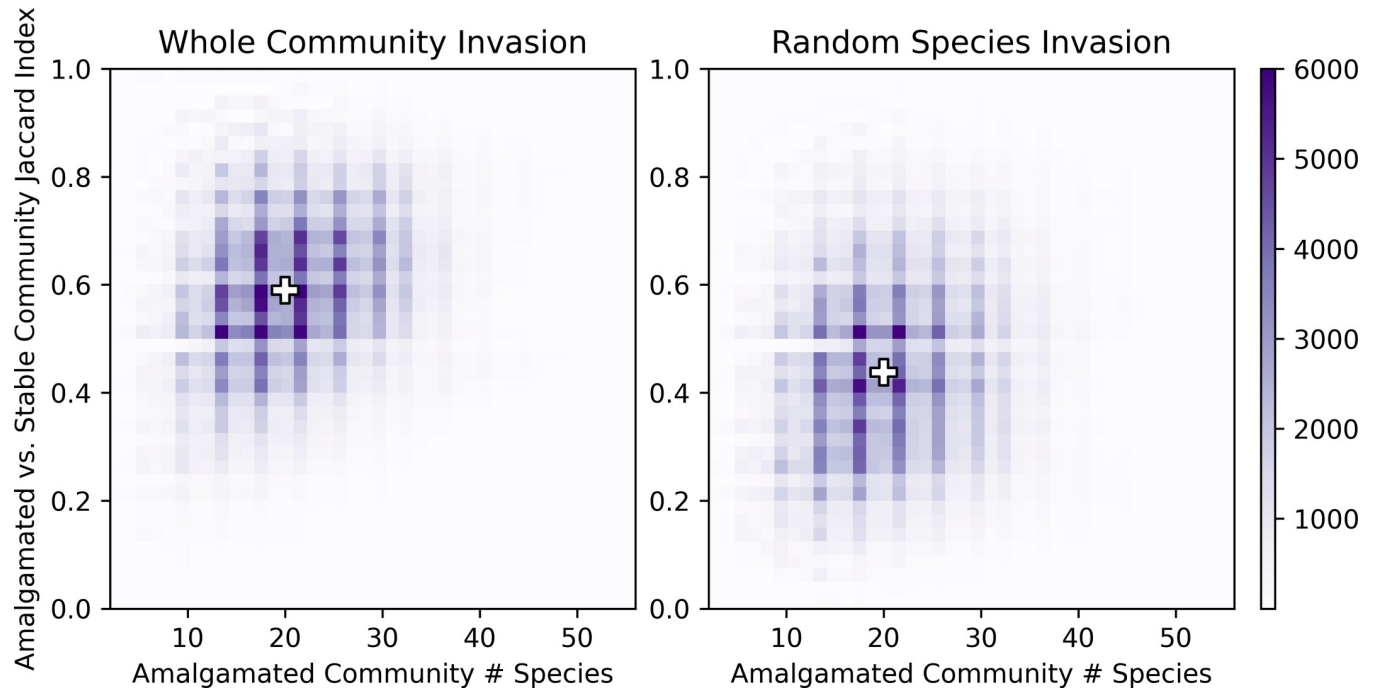 Whole Community Invasion
Random Species Invasion
Amalgamated vs. Stable Community Jaccard Index
1.0
0.8
0.6
0.4
0.2
0.0
10 20 30 40 50
Amalgamated Community # Species
1.0
0.8
0.6
0.4
0.2
0.0
10 20 30 40 50
Amalgamated Community # Species
6000
5000
4000
3000
2000
1000